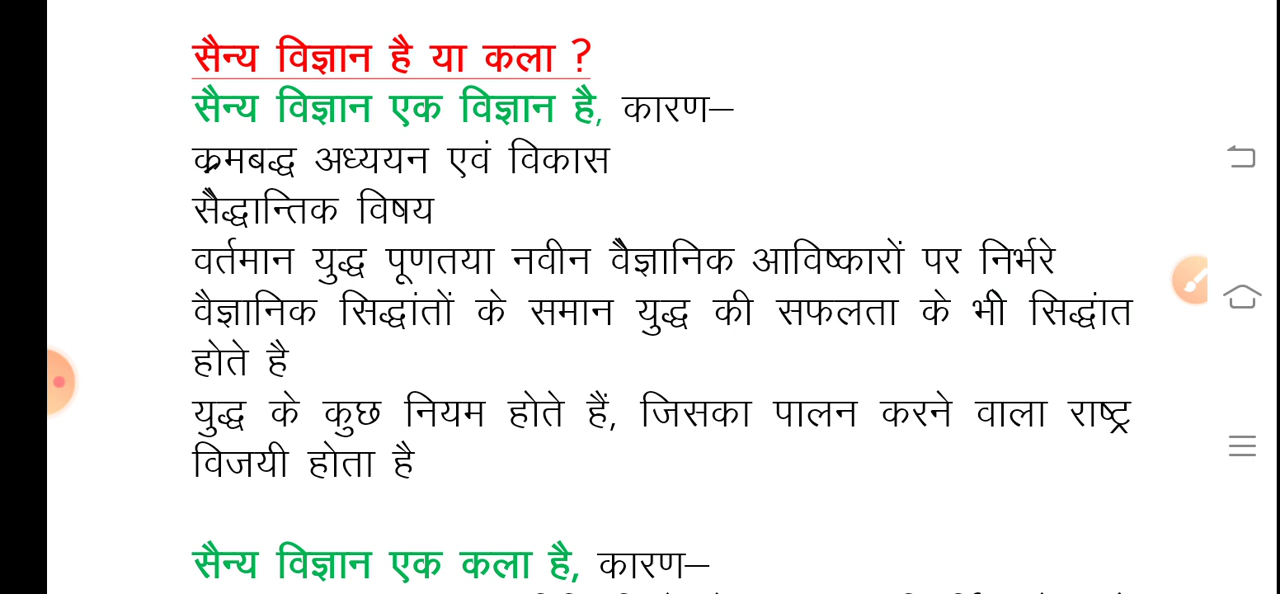 सैन्य विज्ञान है या कला ?
सैन्य विज्ञान एक विज्ञान है, कारण–
क्रमबद्ध अध्ययन एवं विकास
सैद्धान्तिक विषय
वर्तमान युद्ध पूणतया नवीन वैज्ञानिक आविष्कारों पर निर्भरे
वैज्ञानिक सिद्धांतों के समान युद्ध की सफलता के भी सिद्धांत
होते है
युद्ध के कुछ नियम होते हैं, जिसका पालन करने वाला राष्ट्र
विजयी होता है
सैन्य विज्ञान एक कला है, कारण–